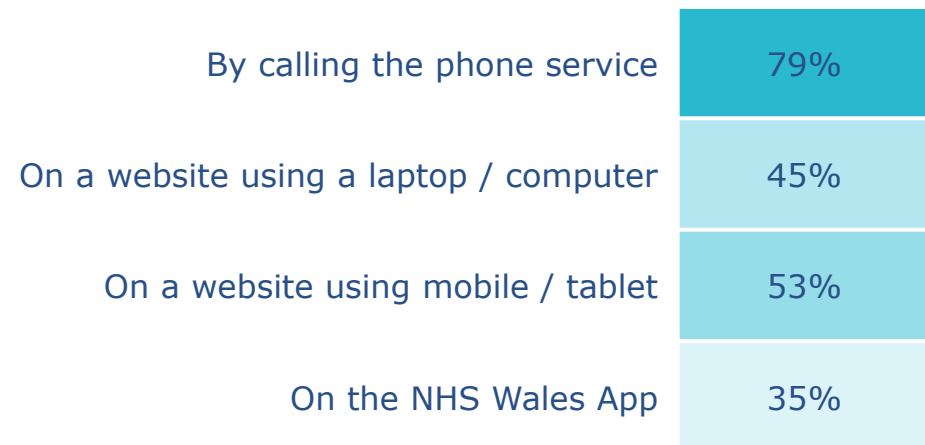 By calling the phone service 79%
On a website using a laptop / computer 45%
On a website using mobile / tablet 53%
On the NHS Wales App 35%